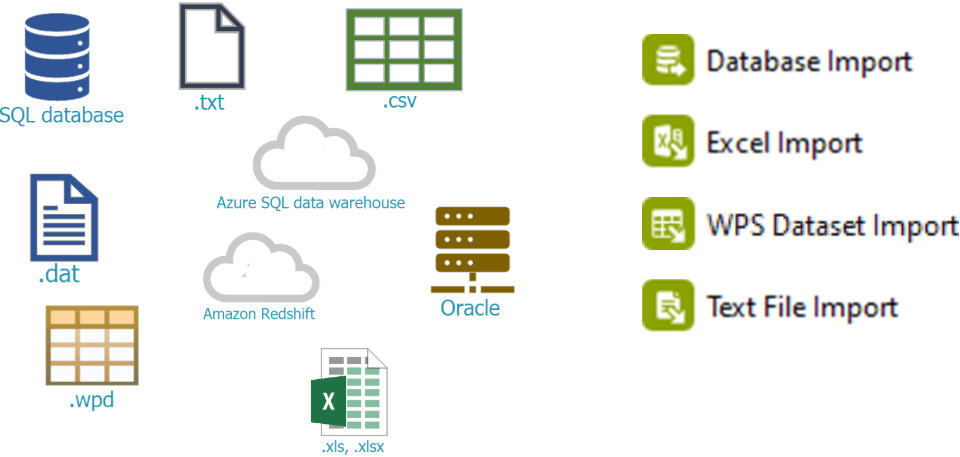 SQL database
.txt
.csv
Azure SQL data warehouse
.dat
Amazon Redshift
Oracle
.wpd
X
.xls, .xlsx
Database Import
Excel Import
WPS Dataset Import
Text File Import